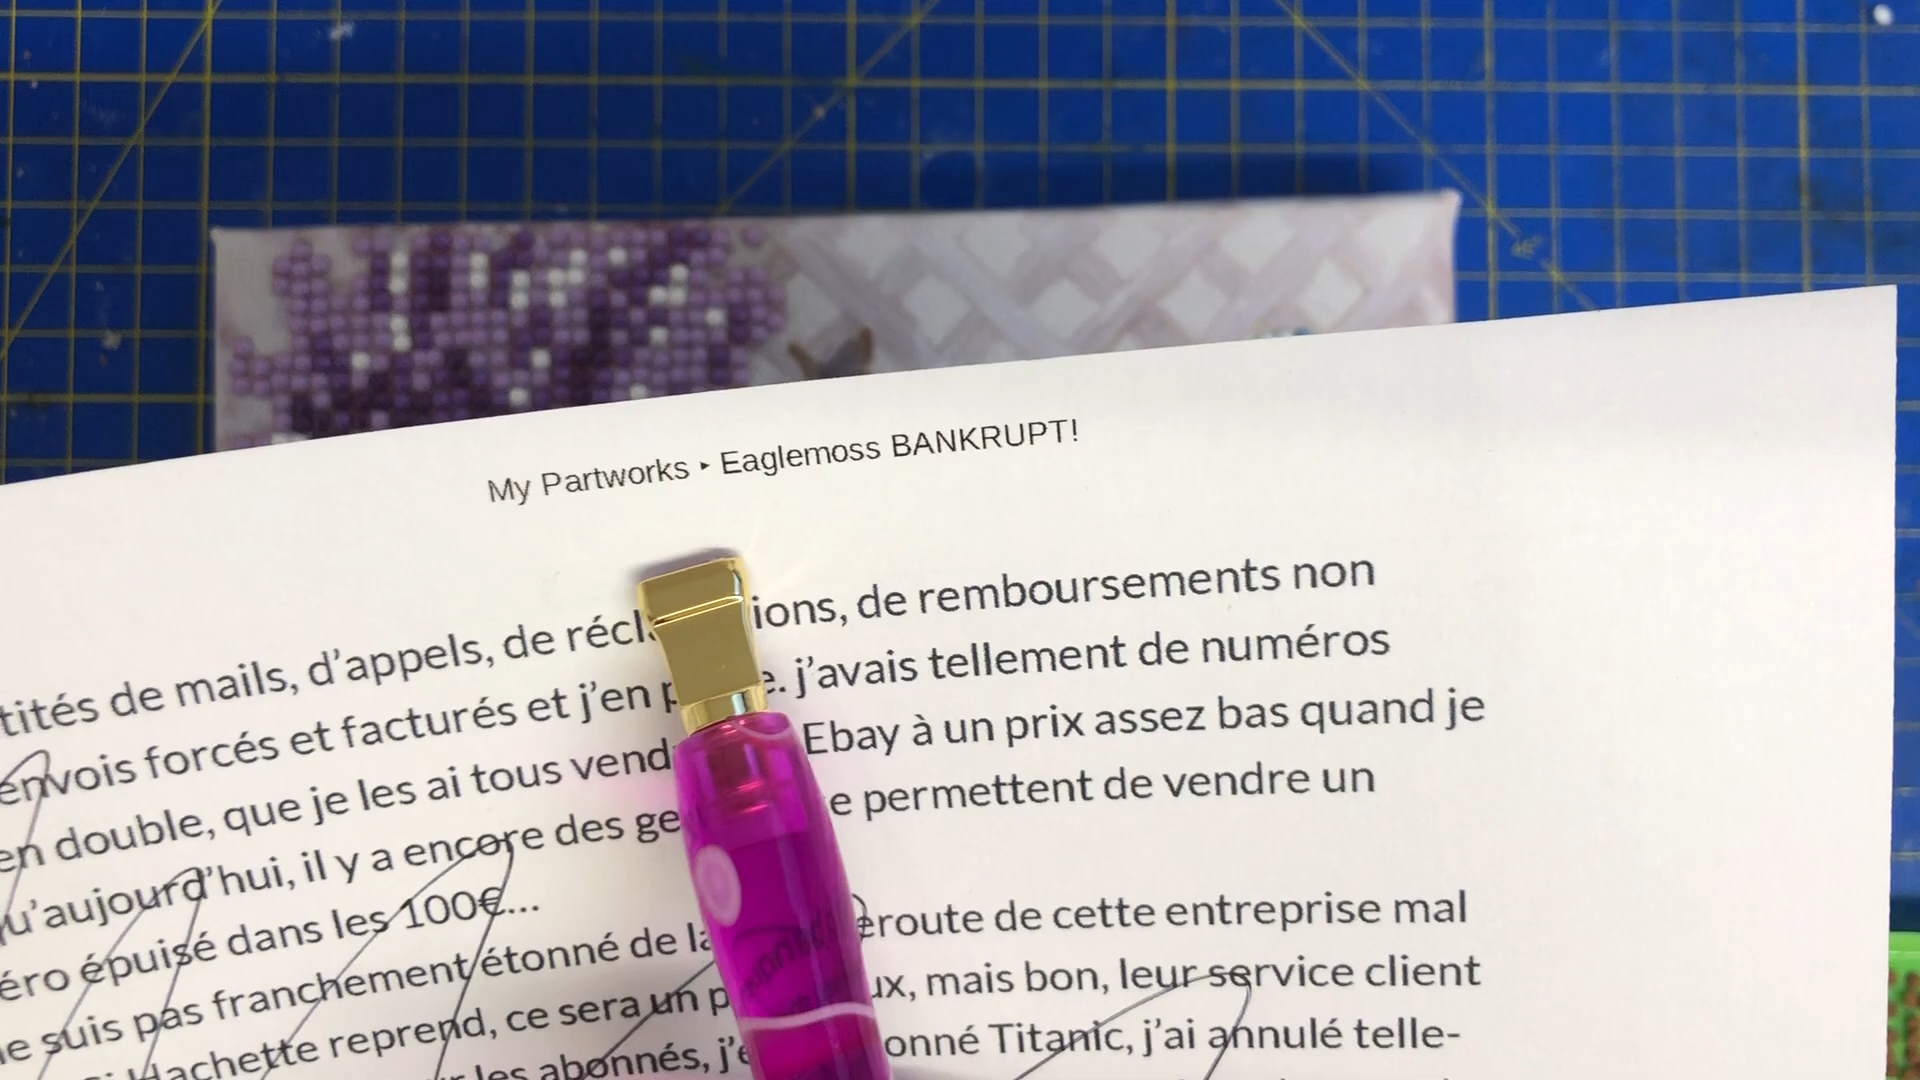 My Partworks ‣ Eaglemoss BANKRUPT!
tités de mails, d’appels, de récl ions, de remboursements non
envois forcés et facturés et j’en p e. j’avais tellement de numéros
en double, que je les ai tous vend Ebay à un prix assez bas quand je
u’aujourd’hui, il y a encore des ge e permettent de vendre un
éro épuisé dans les 100€...
e suis pas franchement étonné de la eroute de cette entreprise mal
Hachette reprend, ce sera un p ux, mais bon, leur service client
les abonnés, j’é onné Titanic, j’ai annulé telle-